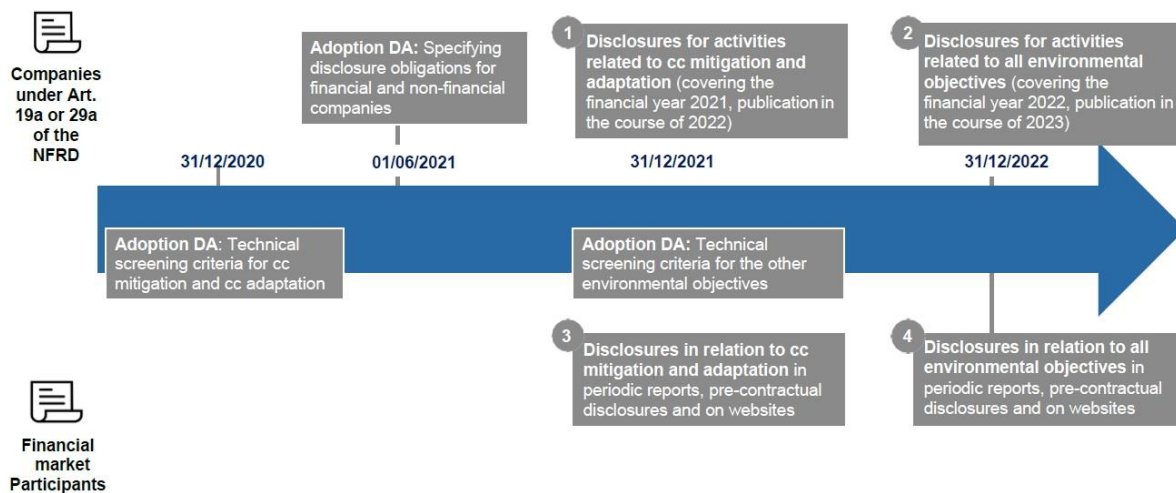 Companies
under Art.
19a or 29a
of the
NFRD
Adoption DA: Specifying
disclosure obligations for
financial and non-financial
companies
1
Disclosures for activities
related to cc mitigation and
adaptation (covering the
financial year 2021, publication in
the course of 2022)
2
Disclosures for activities
related to all environmental
objectives (covering the
financial year 2022, publication in
the course of 2023)
31/12/2020
01/06/2021
31/12/2021
31/12/2022
Adoption DA: Technical
screening criteria for cc
mitigation and cc adaptation
Adoption DA: Technical
screening criteria for the other
environmental objectives
3
Disclosures in relation to cc
mitigation and adaptation in
periodic reports, pre-contractual
disclosures and on websites
4
Disclosures in relation to all
environmental objectives in
periodic reports, pre-contractual
disclosures and on websites
Financial
market
Participants